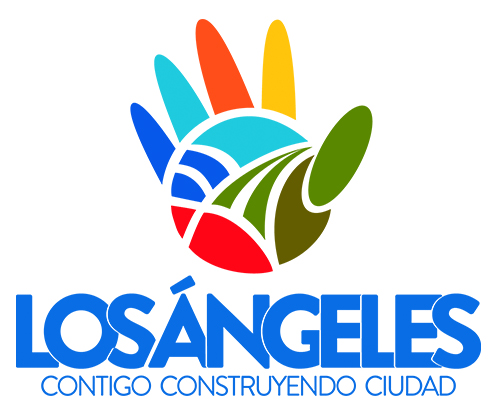 LOSÁNGELES
CONTIGO CONSTRUYENDO CIUDAD